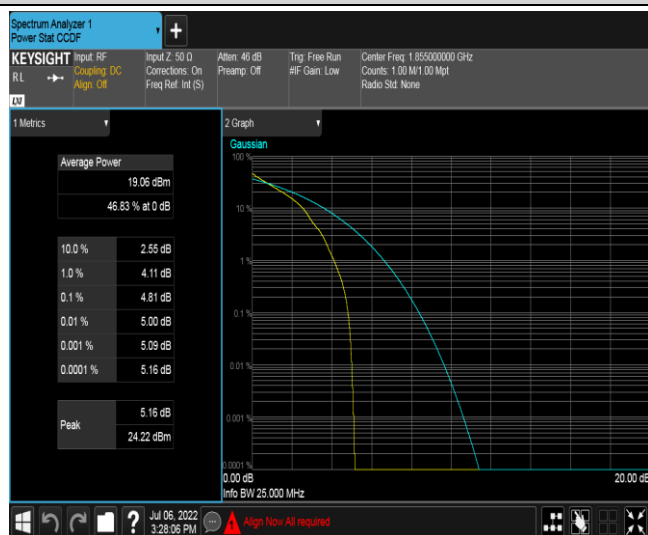 Spectrum Analyzer 1
Power Stat CCDF
+
KEYSIGHT Input: RF Input Z: 50 Ω Atten: 46 dB Trig: Free Run Center Freq: 1.855000000 GHz
RL Coupling: DC Corrections: On Preamp: Off #IF Gain: Low Counts: 1.00 M/1.00 Mpt
Align: Off Freq Ref: Int (S) Radio Std: None
LXI
1 Metrics
Average Power
19.06 dBm
46.83 % at 0 dB
10.0 % 2.55 dB
1.0 % 4.11 dB
0.1 % 4.81 dB
0.01 % 5.00 dB
0.001 % 5.09 dB
0.0001 % 5.16 dB
Peak 5.16 dB
24.22 dBm
2 Graph
Gaussian
100 %
10 %
1 %
0.1 %
0.01 %
0.001 %
0.0001 %
0.00 dB 20.00 dB
Info BW 25.000 MHz
? Jul 06, 2022
3:28:06 PM
Align Now All required